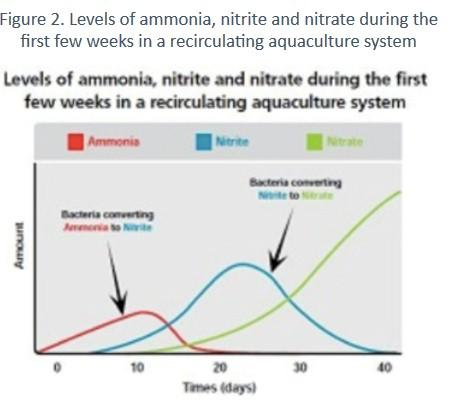 Figure 2. Levels of ammonia, nitrite and nitrate during the
first few weeks in a recirculating aquaculture system
Levels of ammonia, nitrite and nitrate during the first
few weeks in a recirculating aquaculture system
Ammonia
Nitrite
Nitrate
Bacteria converting
Nitrite to Nitrate
Bacteria converting
Ammonia to Nitrite
Amount
0
10
20
30
40
Times (days)